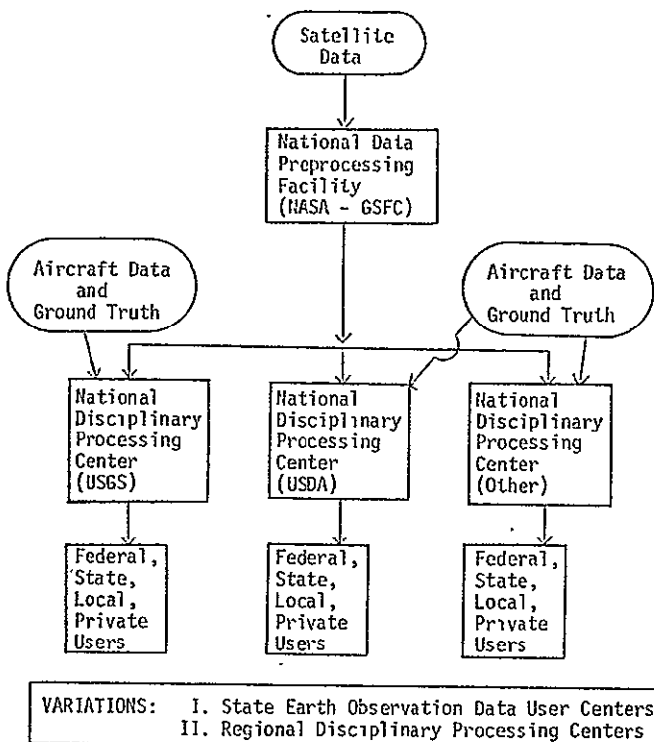 Satellite
Data
National Data
Preprocessing
Facility
(NASA - GSFC)
Aircraft Data
and
Ground Truth
Aircraft Data
and
Ground Truth
National
Disciplinary
Processing
Center
(USGS)
National
Disciplinary
Processing
Center
(USDA)
National
Disciplinary
Processing
Center
(Other)
Federal,
State,
Local,
Private
Users
Federal,
State,
Local,
Private
Users
Federal,
State,
Local,
Private
Users
VARIATIONS: I. State Earth Observation Data User Centers
II. Regional Disciplinary Processing Centers